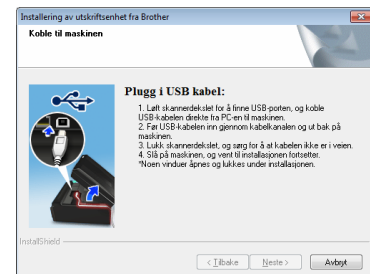 Installering av utskriftsenhet fra Brother
Koble til maskinen
Plugg i USB kabel:
1. Løft skannerdekslet for å finne USB-porten, og koble
USB-kabelen direkte fra PC-en til maskinen.
2. Før USB-kabelen inn gjennom kabelkanalen og ut bak på
maskinen.
3. Lukk skannerdekslet, og sørg for å at kabelen ikke er i veien.
4. Slå på maskinen, og vent til installasjonen fortsetter.
*Noen vinduer åpnes og lukkes under installasjonen.
InstallShield
< Tilbake Neste > Avbryt